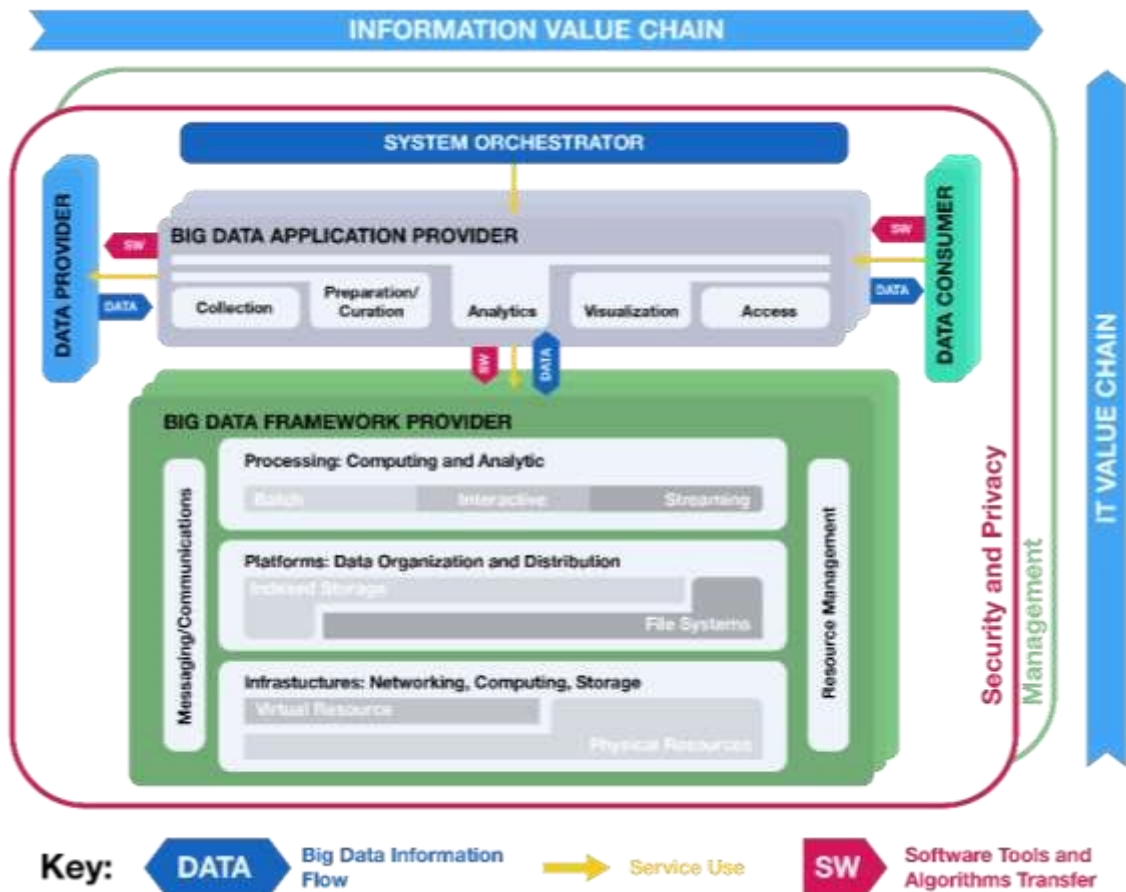 INFORMATION VALUE CHAIN
SYSTEM ORCHESTRATOR
DATA PROVIDER
SW
DATA
BIG DATA APPLICATION PROVIDER
Collection
Preparation/
Curation
Analytics
Visualization
Access
SW
DATA
DATA CONSUMER
SW
DATA
BIG DATA FRAMEWORK PROVIDER
Messaging/Communications
Processing: Computing and Analytic
Batch
Interactive
Streaming
Platforms: Data Organization and Distribution
Indexed Storage
File Systems
Infrastuctures: Networking, Computing, Storage
Virtual Resource
Physical Resources
Resource Management
Security and Privacy
Management
IT VALUE CHAIN
Key:
DATA
Big Data Information
Flow
Service Use
SW
Software Tools and
Algorithms Transfer